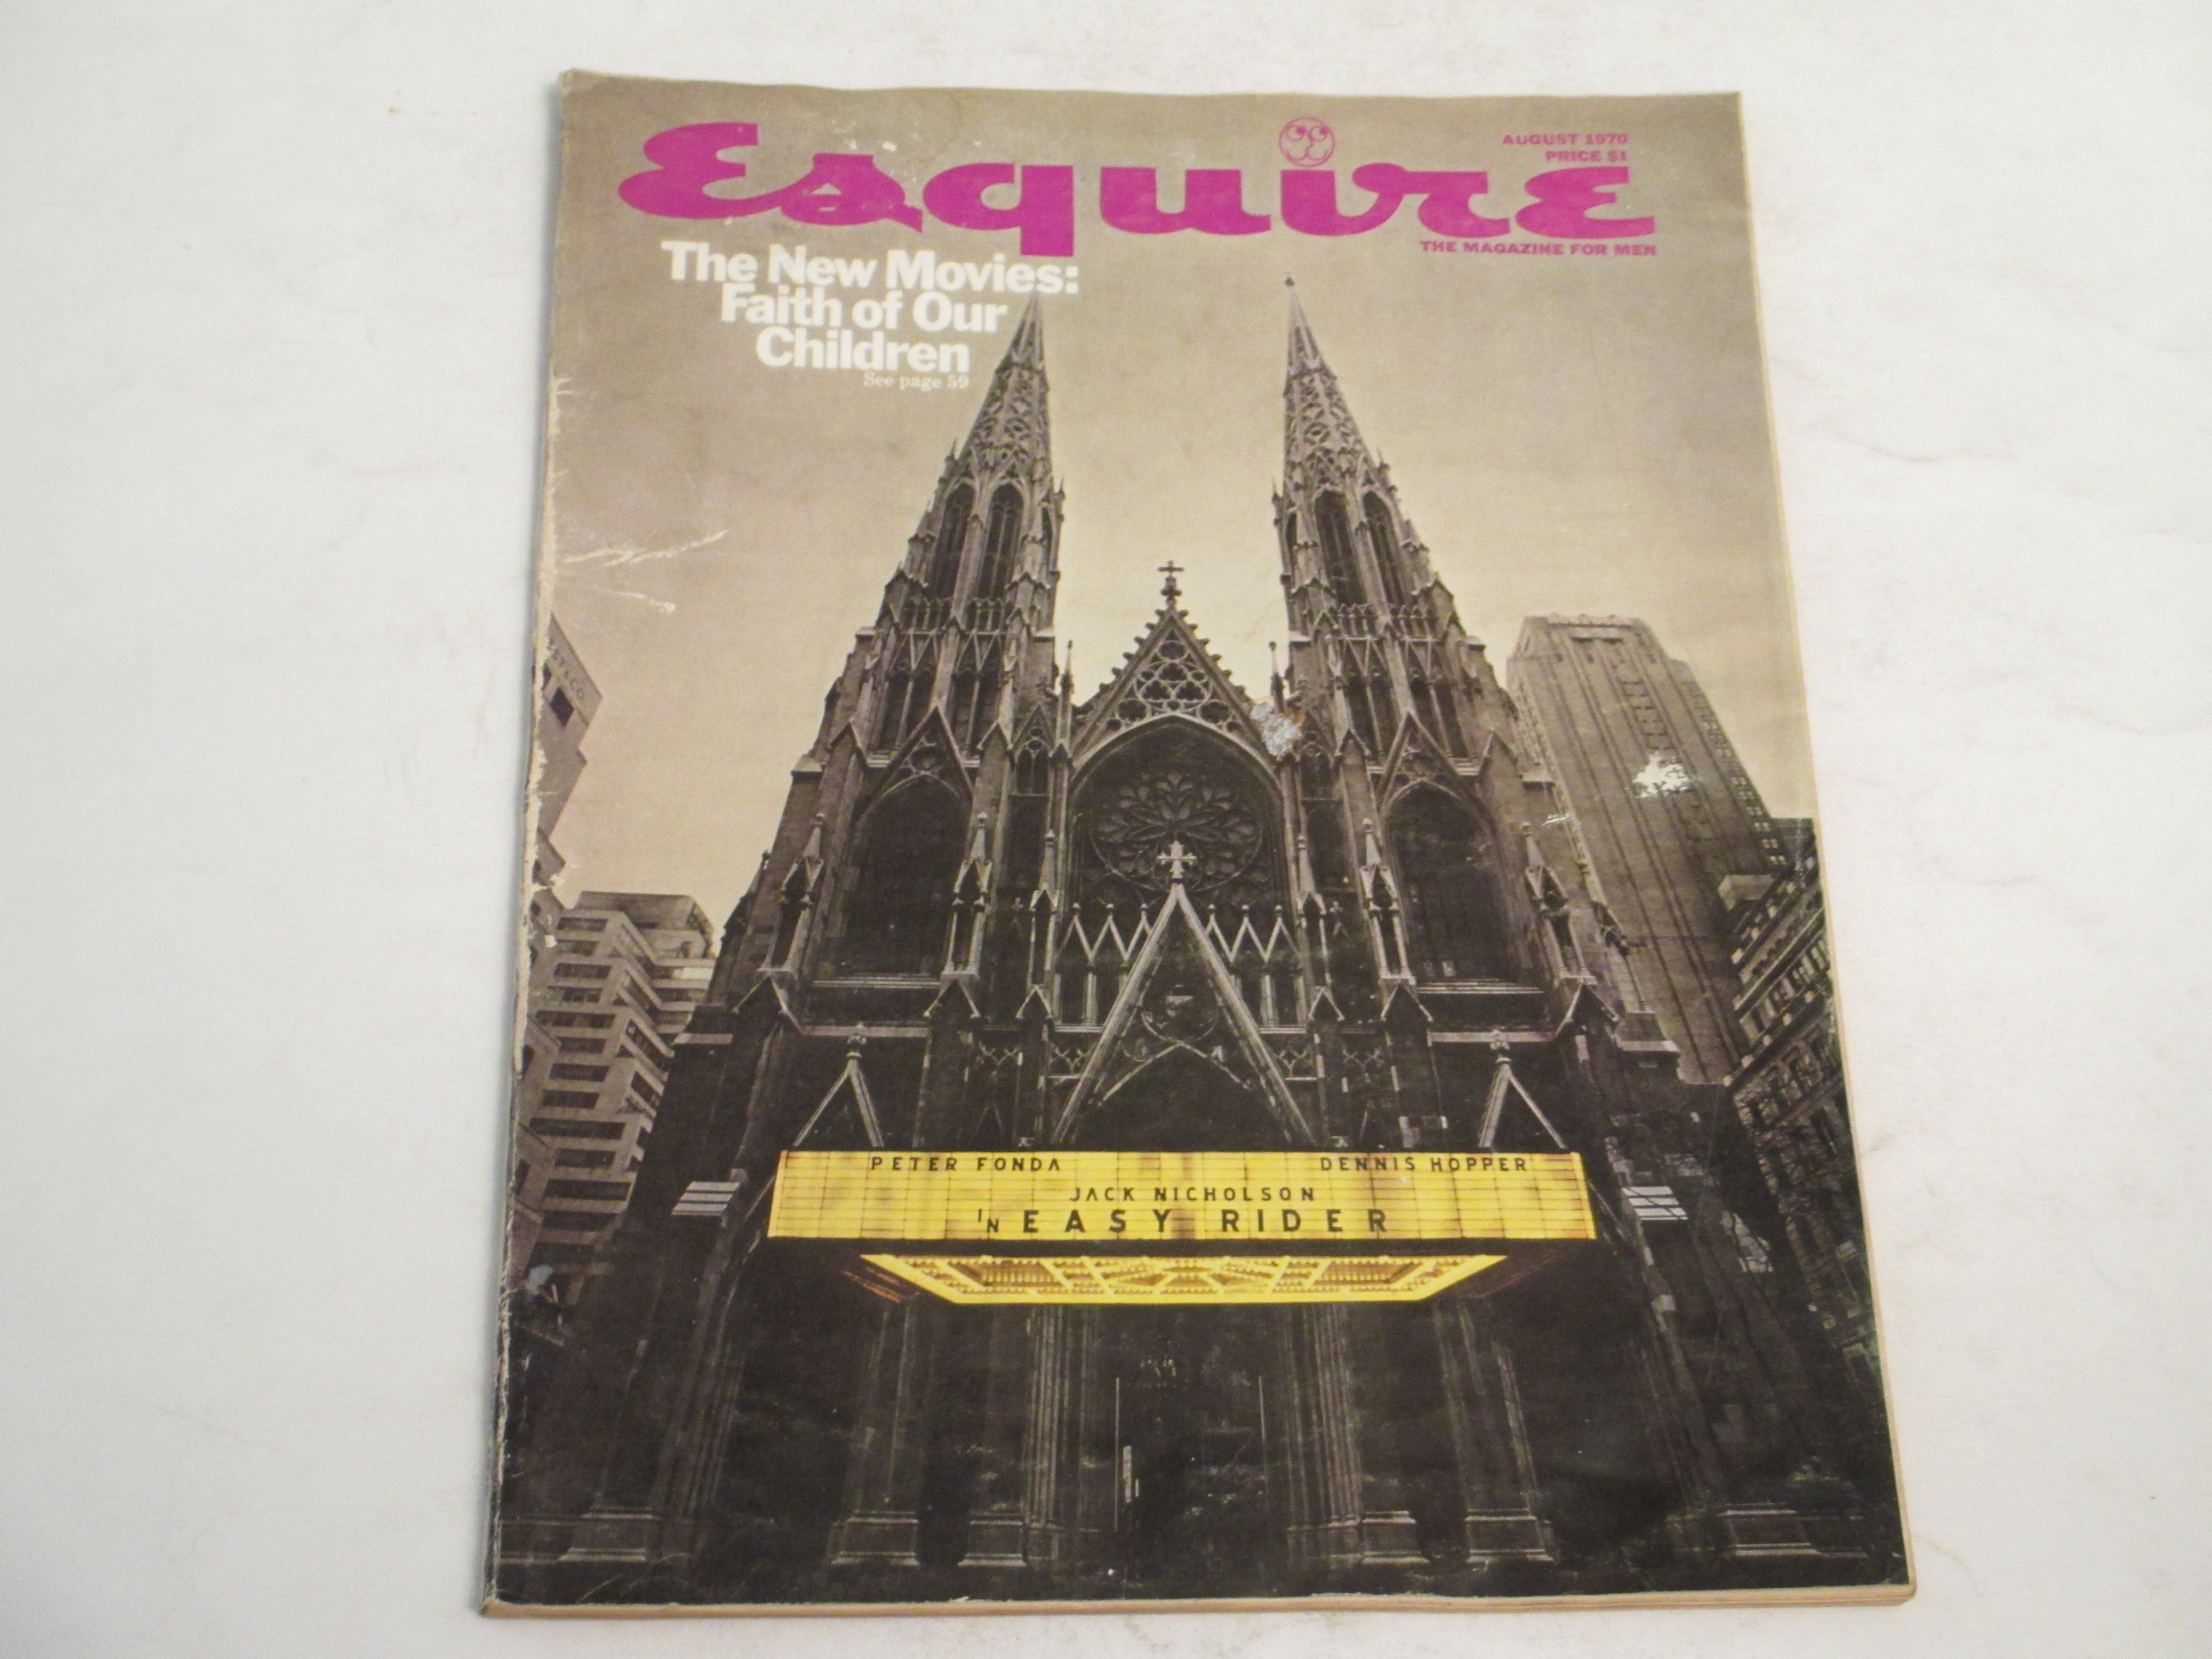 Esquire
AUGUST 1970
PRICE $1
THE MAGAZINE FOR MEN
The New Movies:
Faith of Our
Children
See page 59
PETER FONDA DENNIS HOPPER
JACK NICHOLSON
IN EASY RIDER